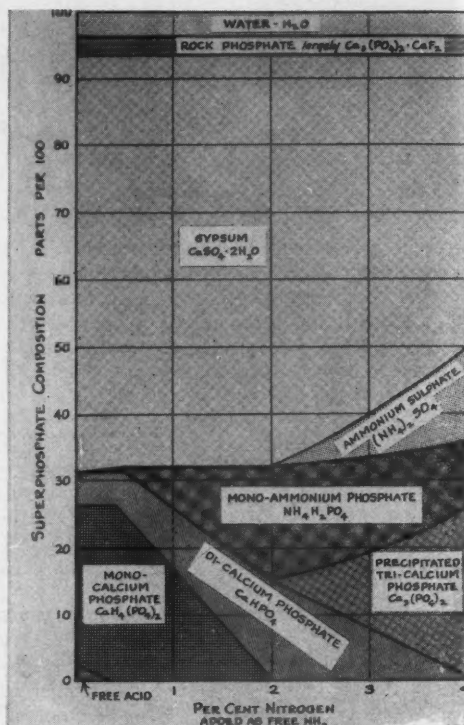 100
WATER-H₂O
ROCK PHOSPHATE largely Ca₃(PO₄)₂·CaF₂
90
80
70
GYPSUM
CaSO₄·2H₂O
60
50
AMMONIUM SULPHATE
(NH₄)₂SO₄
40
30
MONO-AMMONIUM PHOSPHATE
NH₄H₂PO₄
20
MONO-
CALCIUM
PHOSPHATE
CaH₄(PO₄)₂
DI-CALCIUM PHOSPHATE
CaHPO₄
PRECIPITATED
TRI-CALCIUM
PHOSPHATE
Ca₃(PO₄)₂
10
0
SUPERPHOSPHATE COMPOSITION PARTS PER 100
FREE ACID
1
2
3
4
PER CENT NITROGEN
ADDED AS FREE NH₃